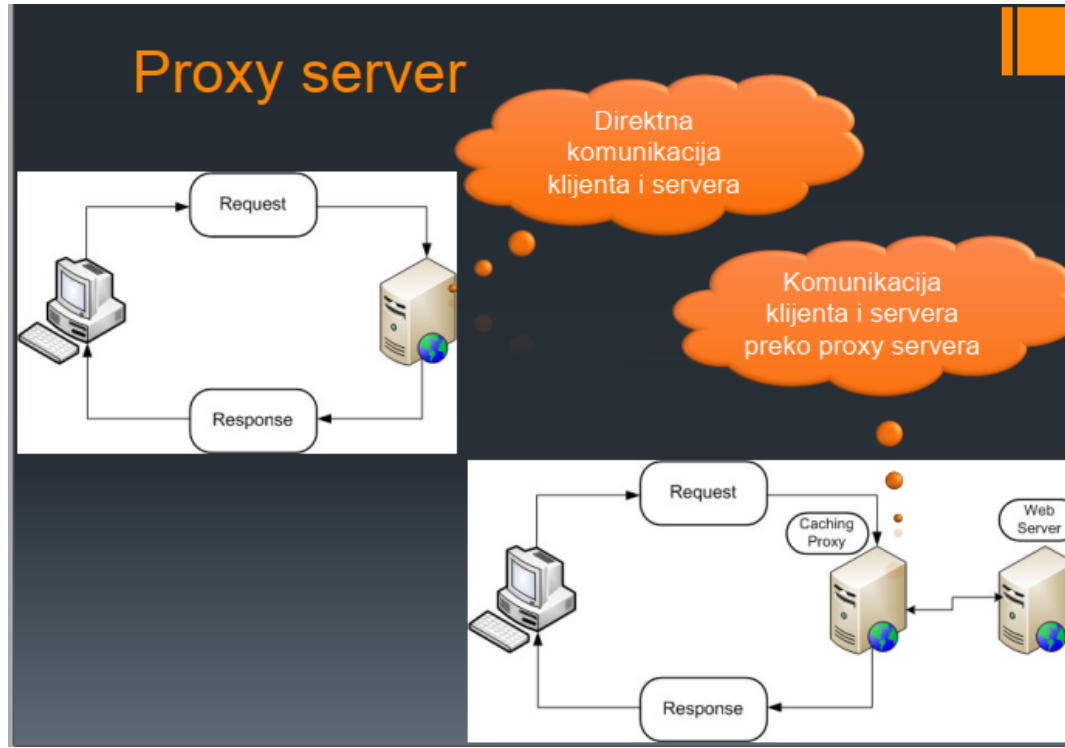 Proxy server
Direktna
komunikacija
klijenta i servera
Request
Response
Komunikacija
klijenta i servera
preko proxy servera
Request
Caching
Proxy
Web
Server
Response